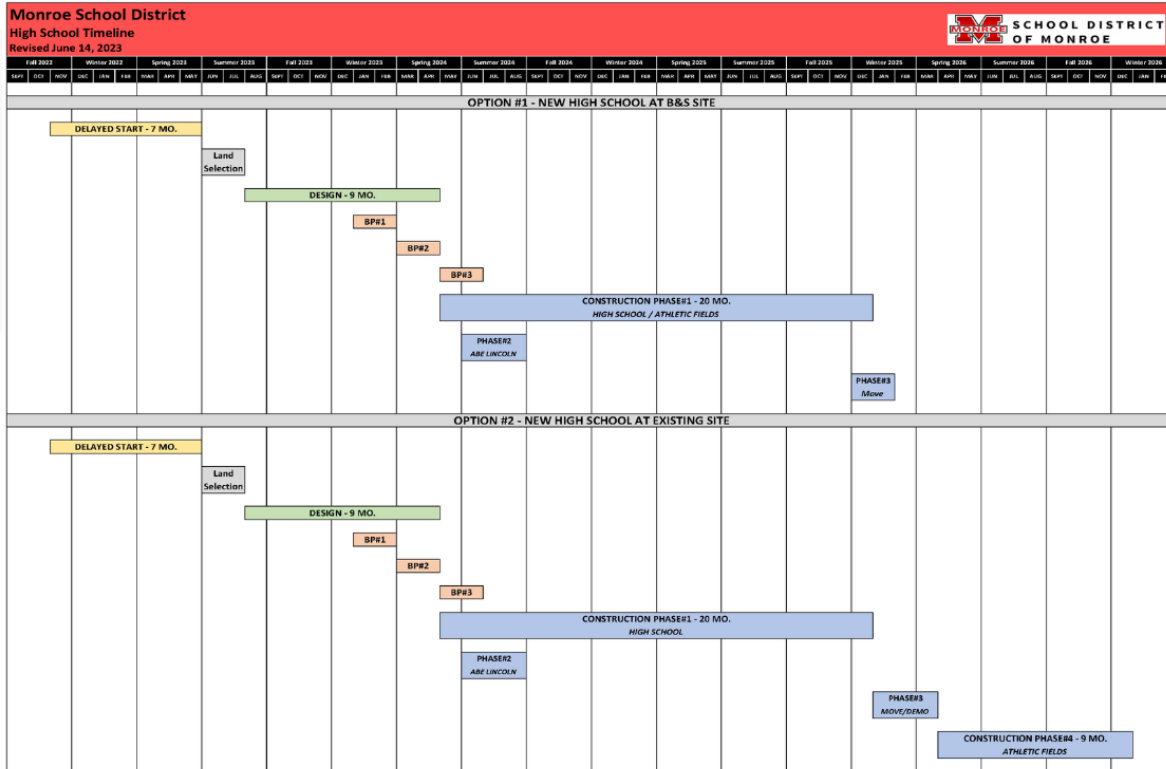 Monroe School District
High School Timeline
Revised June 14, 2023
MONROE
SCHOOL DISTRICT
OF MONROE
Fall 2022 Winter 2022 Spring 2023 Summer 2023 Fall 2023 Winter 2023 Spring 2024 Summer 2024 Fall 2024 Winter 2024 Spring 2025 Summer 2025 Fall 2025 Winter 2025 Spring 2026 Summer 2026 Fall 2026 Winter 2026
SEPT OCT NOV DEC JAN FEB MAR APR MAY JUN JUL AUG SEPT OCT NOV DEC JAN FEB MAR APR MAY JUN JUL AUG SEPT OCT NOV DEC JAN FEB MAR APR MAY JUN JUL AUG SEPT OCT NOV DEC JAN FEB MAR APR MAY JUN JUL AUG SEPT OCT NOV DEC JAN
OPTION #1 - NEW HIGH SCHOOL AT B&S SITE
DELAYED START - 7 MO.
Land
Selection
DESIGN - 9 MO.
BP#1
BP#2
BP#3
CONSTRUCTION PHASE#1 - 20 MO.
HIGH SCHOOL / ATHLETIC FIELDS
PHASE#2
ABE LINCOLN
PHASE#3
Move
OPTION #2 - NEW HIGH SCHOOL AT EXISTING SITE
DELAYED START - 7 MO.
Land
Selection
DESIGN - 9 MO.
BP#1
BP#2
BP#3
CONSTRUCTION PHASE#1 - 20 MO.
HIGH SCHOOL
PHASE#2
ABE LINCOLN
PHASE#3
MOVE/DEMO
CONSTRUCTION PHASE#4 - 9 MO.
ATHLETIC FIELDS